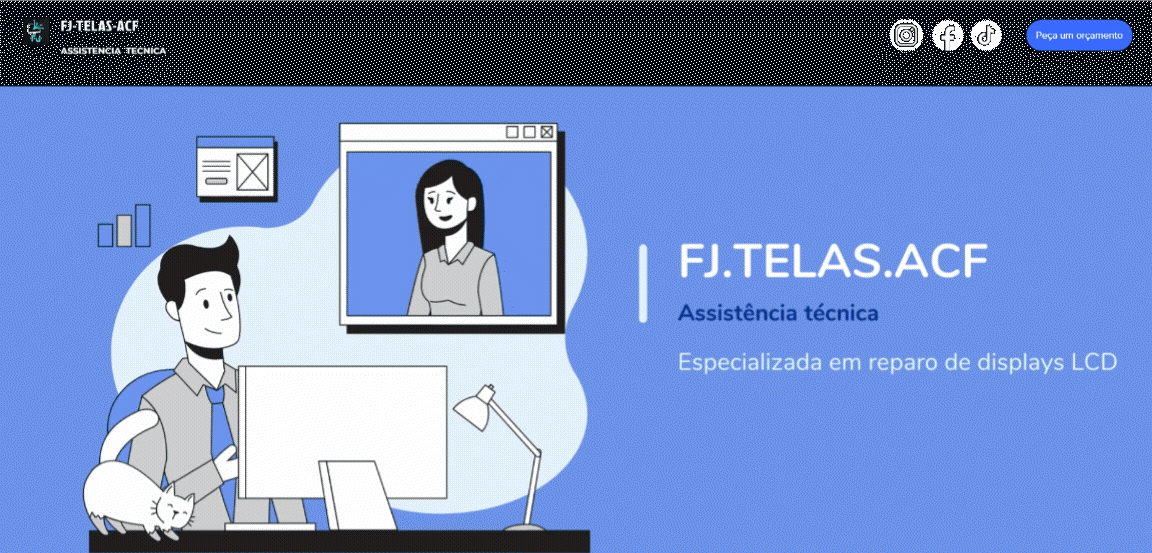 FJ-TELAS-ACF
ASSISTENCIA TECNICA
Peça um orçamento
FJ.TELAS.ACF
Assistência técnica
Especializada em reparo de displays LCD